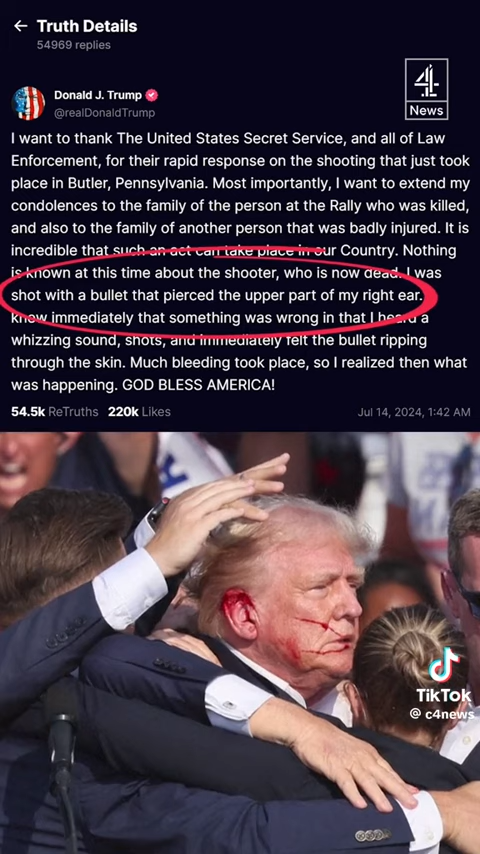 Truth Details
54969 replies
4
News
Donald J. Trump
@realDonaldTrump
I want to thank The United States Secret Service, and all of Law
Enforcement, for their rapid response on the shooting that just took
place in Butler, Pennsylvania. Most importantly, I want to extend my
condolences to the family of the person at the Rally who was killed,
and also to the family of another person that was badly injured. It is
incredible that such an act can take place in our Country. Nothing
is known at this time about the shooter, who is now dead. I was
shot with a bullet that pierced the upper part of my right ear.
knew immediately that something was wrong in that I heard a
whizzing sound, shots, and immediately felt the bullet ripping
through the skin. Much bleeding took place, so I realized then what
was happening. GOD BLESS AMERICA!
54.5k ReTruths 220k Likes
Jul 14, 2024, 1:42 AM
TikTok
@ c4news